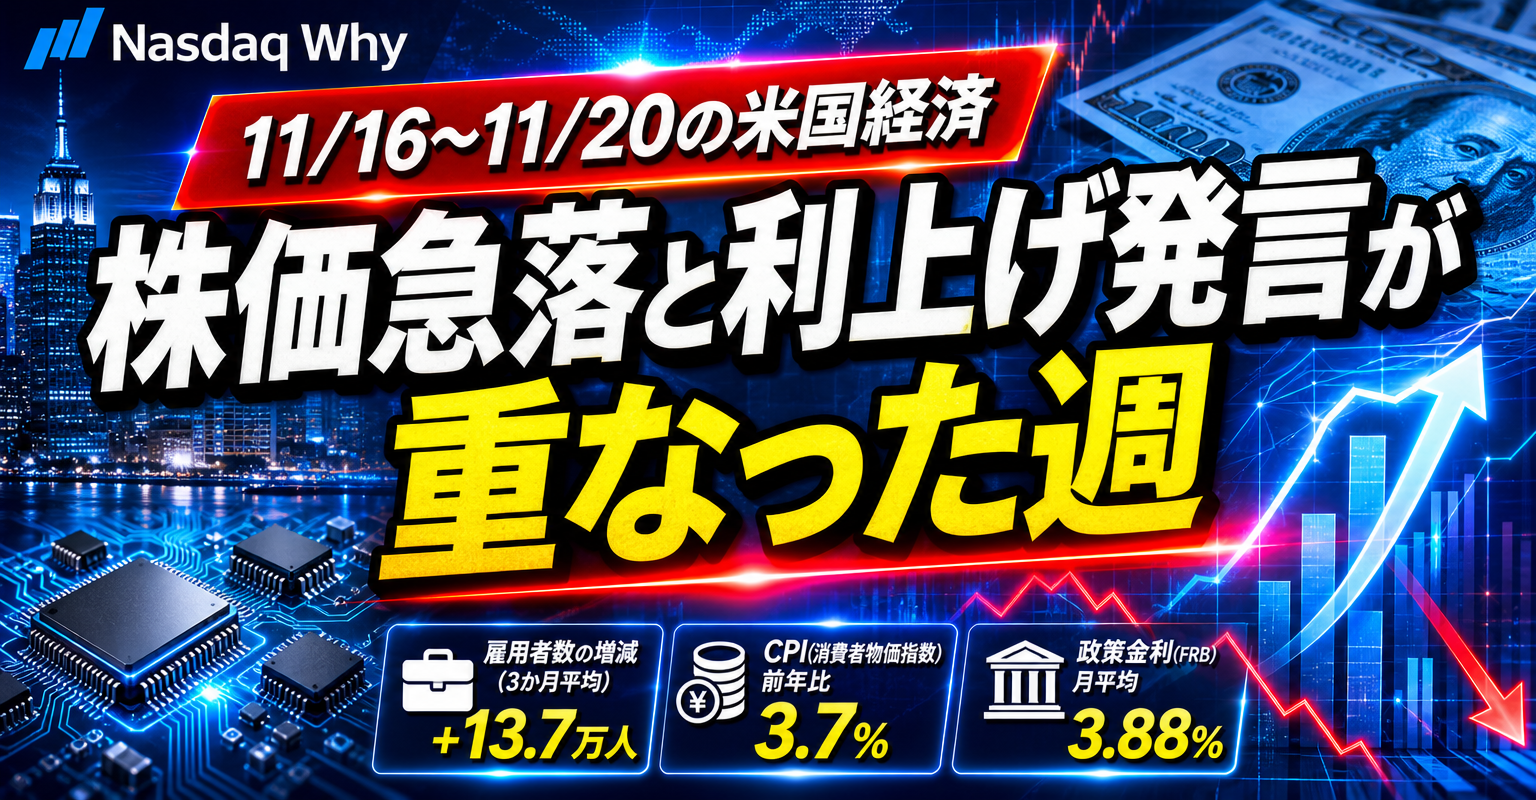 Nasdaq Why
11/16～11/20の米国経済
株価急落と利上げ発言が
重なった週
雇用者数の増減
(3か月平均)
+13.7万人
CPI(消費者物価指数)
前年比
3.7%
政策金利(FRB)
月平均
3.88%
¥
100